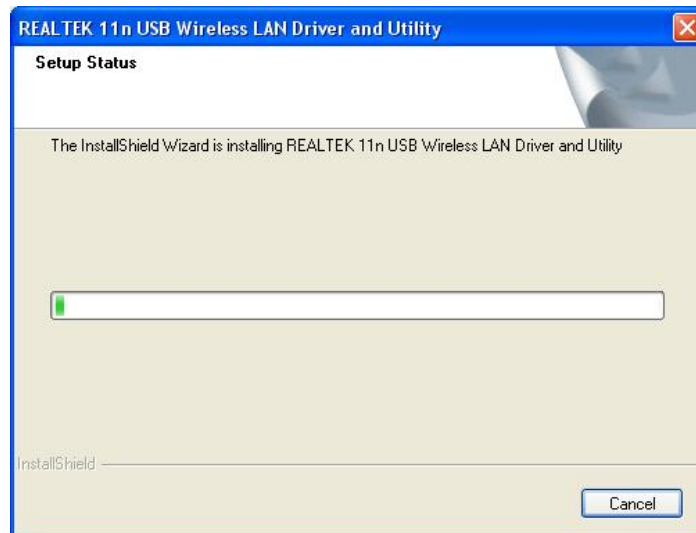 REALTEK 11n USB Wireless LAN Driver and Utility
Setup Status
The InstallShield Wizard is installing REALTEK 11n USB Wireless LAN Driver and Utility
InstallShield
Cancel